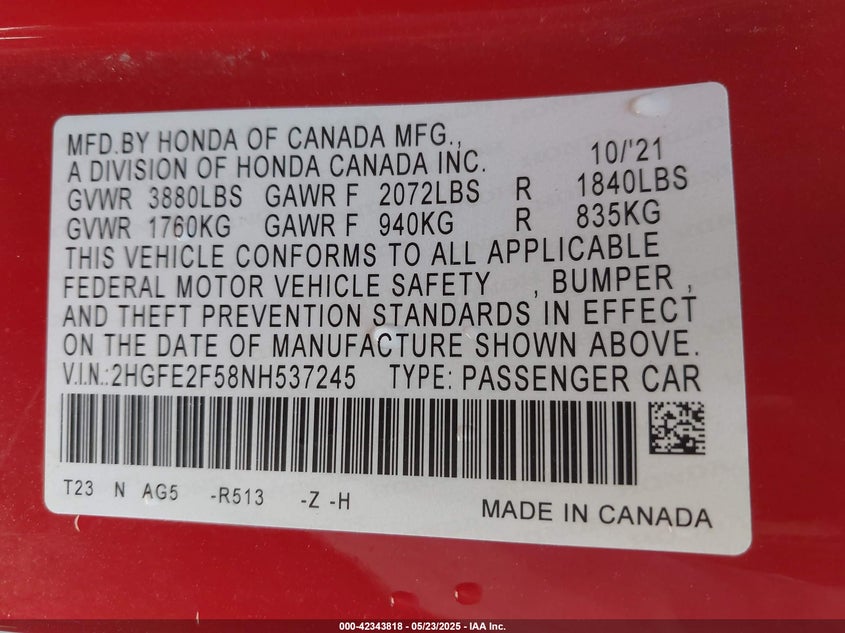 MFD.BY HONDA OF CANADA MFG.,
A DIVISION OF HONDA CANADA INC. 10/'21
GVWR 3880LBS GAWR F 2072LBS R 1840LBS
GVWR 1760KG GAWR F 940KG R 835KG
THIS VEHICLE CONFORMS TO ALL APPLICABLE
FEDERAL MOTOR VEHICLE SAFETY , BUMPER ,
AND THEFT PREVENTION STANDARDS IN EFFECT
ON THE DATE OF MANUFACTURE SHOWN ABOVE.
V.I.N.:2HGFE2F58NH537245 TYPE: PASSENGER CAR
T23 N AG5 -R513 -Z -H
MADE IN CANADA
000-42343818 - 05/23/2025 - IAA Inc.